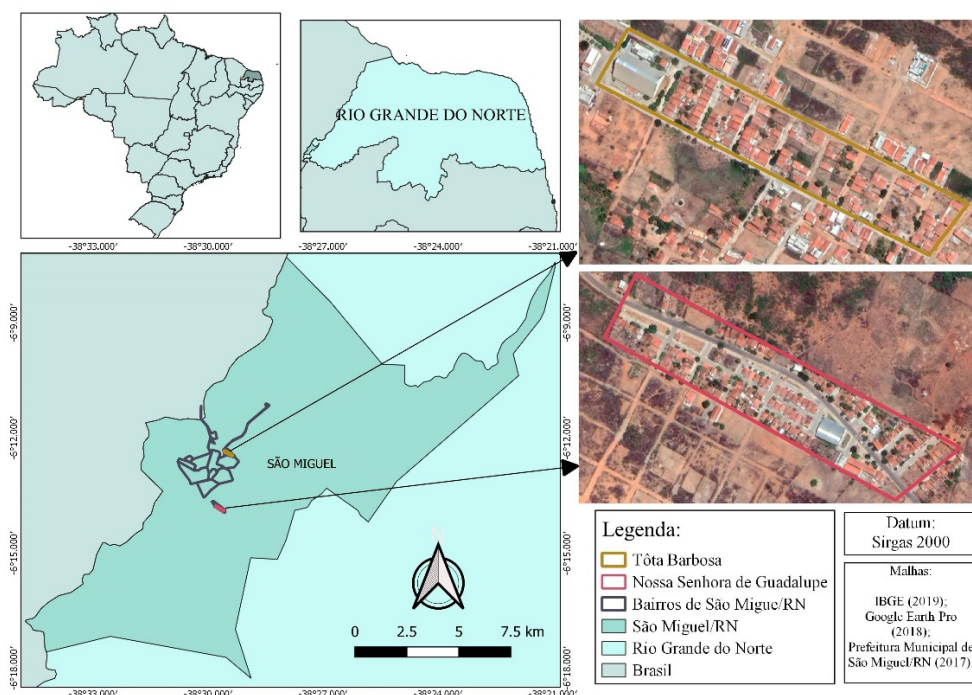 RIO GRANDE DO NORTE
-38°33.000' -38°30.000' -38°27.000' -38°24.000' -38°21.000'
-6°9.000' -6°9.000'
-6°12.000' -6°12.000'
SÃO MIGUEL
-6°15.000' -6°15.000'
N
0 2.5 5 7.5 km
-6°18.000' -6°18.000'
-38°33.000' -38°30.000' -38°27.000' -38°24.000' -38°21.000'
Legenda:
Tôta Barbosa
Nossa Senhora de Guadalupe
Bairros de São Migue/RN
São Miguel/RN
Rio Grande do Norte
Brasil
Datum:
Sirgas 2000
Malhas:
IBGE (2019);
Google Earth Pro
(2018);
Prefeitura Municipal de
São Miguel/RN (2017)